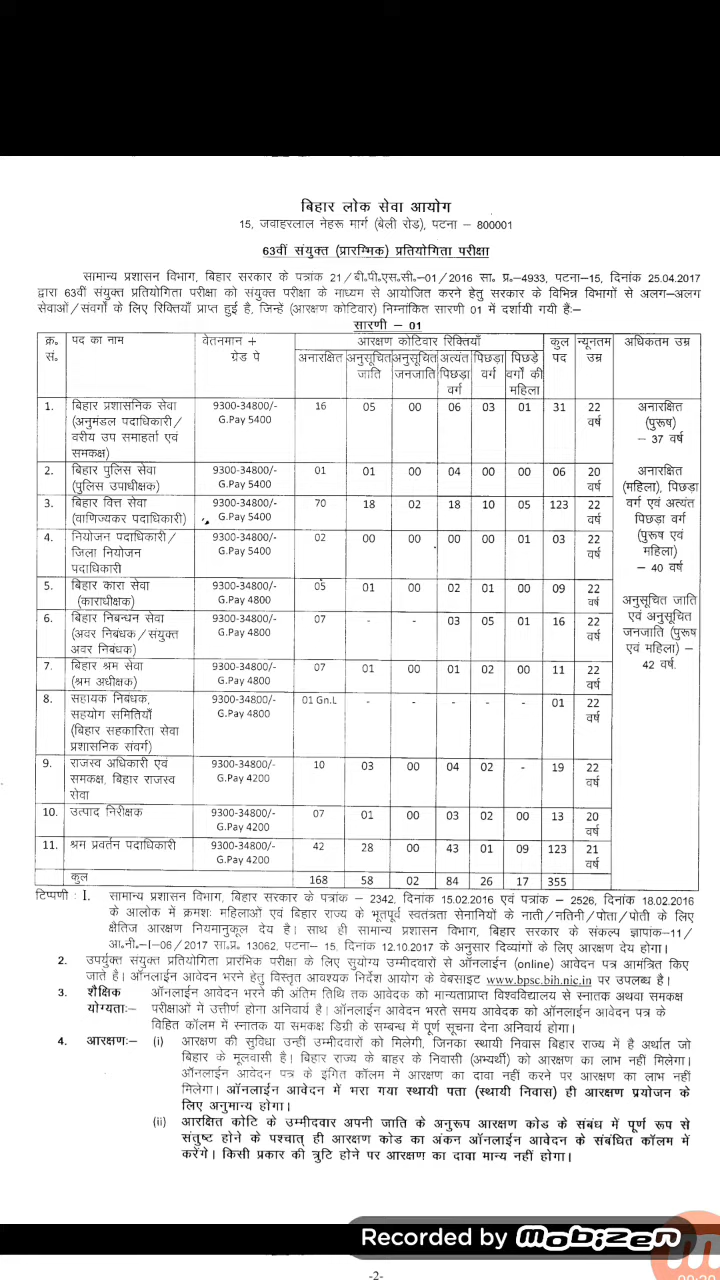 बिहार लोक सेवा आयोग
15, जवाहरलाल नेहरू मार्ग (बेली रोड), पटना – 800001
63वीं संयुक्त (प्रारम्भिक) प्रतियोगिता परीक्षा
सामान्य प्रशासन विभाग, बिहार सरकार के पत्रांक 21/बी०पी०एस०सी०–01/2016 सा० प्र०–4933, पटना–15, दिनांक 25.04.2017
द्वारा 63वीं संयुक्त प्रतियोगिता परीक्षा को संयुक्त परीक्षा के माध्यम से आयोजित करने हेतु सरकार के विभिन्न विभागों से अलग–अलग
सेवाओं/संवर्गों के लिए रिक्तियाँ प्राप्त हुई है, जिन्हें (आरक्षण कोटिवार) निम्नांकित सारणी 01 में दर्शायी गयी हैः–
सारणी – 01
क्र० पद का नाम वेतनमान + आरक्षण कोटिवार रिक्तियाँ कुल न्यूनतम अधिकतम उम्र
सं० ग्रेड पे अनारक्षित अनुसूचित अनुसूचित अत्यंत पिछड़ा पिछड़े पद उम्र
जाति जनजाति पिछड़ा वर्ग वर्गों की
वर्ग महिला
1. बिहार प्रशासनिक सेवा 9300-34800/- 16 05 00 06 03 01 31 22 अनारक्षित
(अनुमंडल पदाधिकारी/ G.Pay 5400 वर्ष (पुरूष)
वरीय उप समाहर्ता एवं – 37 वर्ष
समकक्ष)
2. बिहार पुलिस सेवा 9300-34800/- 01 01 00 04 00 00 06 20 अनारक्षित
(पुलिस उपाधीक्षक) G.Pay 5400 वर्ष (महिला), पिछड़ा
3. बिहार वित्त सेवा 9300-34800/- 70 18 02 18 10 05 123 22 वर्ग एवं अत्यंत
(वाणिज्यकर पदाधिकारी) G.Pay 5400 वर्ष पिछड़ा वर्ग
4. नियोजन पदाधिकारी/ 9300-34800/- 02 00 00 00 00 01 03 22 (पुरूष एवं
जिला नियोजन G.Pay 5400 वर्ष महिला)
पदाधिकारी – 40 वर्ष
5. बिहार कारा सेवा 9300-34800/- 05 01 00 02 01 00 09 22
(काराधीक्षक) G.Pay 4800 वर्ष अनुसूचित जाति
6. बिहार निबन्धन सेवा 9300-34800/- 07 - - 03 05 01 16 22 एवं अनुसूचित
(अवर निबंधक/संयुक्त G.Pay 4800 वर्ष जनजाति (पुरूष
अवर निबंधक) एवं महिला) –
7. बिहार श्रम सेवा 9300-34800/- 07 01 00 01 02 00 11 22 42 वर्ष.
(श्रम अधीक्षक) G.Pay 4800 वर्ष
8. सहायक निबंधक, 9300-34800/- 01 Gn.L - - - - - 01 22
सहयोग समितियाँ G.Pay 4800 वर्ष
(बिहार सहकारिता सेवा
प्रशासनिक संवर्ग)
9. राजस्व अधिकारी एवं 9300-34800/- 10 03 00 04 02 - 19 22
समकक्ष, बिहार राजस्व G.Pay 4200 वर्ष
सेवा
10. उत्पाद निरीक्षक 9300-34800/- 07 01 00 03 02 00 13 20
G.Pay 4200 वर्ष
11. श्रम प्रवर्तन पदाधिकारी 9300-34800/- 42 28 00 43 01 09 123 21
G.Pay 4200 वर्ष
कुल 168 58 02 84 26 17 355
टिप्पणी : I. सामान्य प्रशासन विभाग, बिहार सरकार के पत्रांक – 2342, दिनांक 15.02.2016 एवं पत्रांक – 2526, दिनांक 18.02.2016
के आलोक में क्रमशः महिलाओं एवं बिहार राज्य के भूतपूर्व स्वतंत्रता सेनानियों के नाती/नतिनी/पोता/पोती के लिए
क्षैतिज आरक्षण नियमानुकूल देय है। साथ ही सामान्य प्रशासन विभाग, बिहार सरकार के संकल्प ज्ञापांक–11/
आ.नी.–I–06/2017 सा.प्र. 13062, पटना– 15, दिनांक 12.10.2017 के अनुसार दिव्यांगों के लिए आरक्षण देय होगा।
2. उपर्युक्त संयुक्त प्रतियोगिता प्रारंभिक परीक्षा के लिए सुयोग्य उम्मीदवारों से ऑनलाईन (online) आवेदन पत्र आमंत्रित किए
जाते है। ऑनलाईन आवेदन भरने हेतु विस्तृत आवश्यक निर्देश आयोग के वेबसाइट www.bpsc.bih.nic.in पर उपलब्ध है।
3. शैक्षिक ऑनलाईन आवेदन भरने की अंतिम तिथि तक आवेदक को मान्यताप्राप्त विश्वविद्यालय से स्नातक अथवा समकक्ष
योग्यताः– परीक्षाओं में उत्तीर्ण होना अनिवार्य है। ऑनलाईन आवेदन भरते समय आवेदक को ऑनलाईन आवेदन पत्र के
विहित कॉलम में स्नातक या समकक्ष डिग्री के सम्बन्ध में पूर्ण सूचना देना अनिवार्य होगा।
4. आरक्षणः– (i) आरक्षण की सुविधा उन्हीं उम्मीदवारों को मिलेगी, जिनका स्थायी निवास बिहार राज्य में है अर्थात जो
बिहार के मूलवासी है। बिहार राज्य के बाहर के निवासी (अभ्यर्थी) को आरक्षण का लाभ नहीं मिलेगा।
ऑनलाईन आवेदन पत्र के इंगित कॉलम में आरक्षण का दावा नहीं करने पर आरक्षण का लाभ नहीं
मिलेगा। ऑनलाईन आवेदन में भरा गया स्थायी पता (स्थायी निवास) ही आरक्षण प्रयोजन के
लिए अनुमान्य होगा।
(ii) आरक्षित कोटि के उम्मीदवार अपनी जाति के अनुरूप आरक्षण कोड के संबंध में पूर्ण रूप से
संतुष्ट होने के पश्चात् ही आरक्षण कोड का अंकन ऑनलाईन आवेदन के संबंधित कॉलम में
करेंगे। किसी प्रकार की त्रुटि होने पर आरक्षण का दावा मान्य नहीं होगा।
Recorded by mobizen
-2-